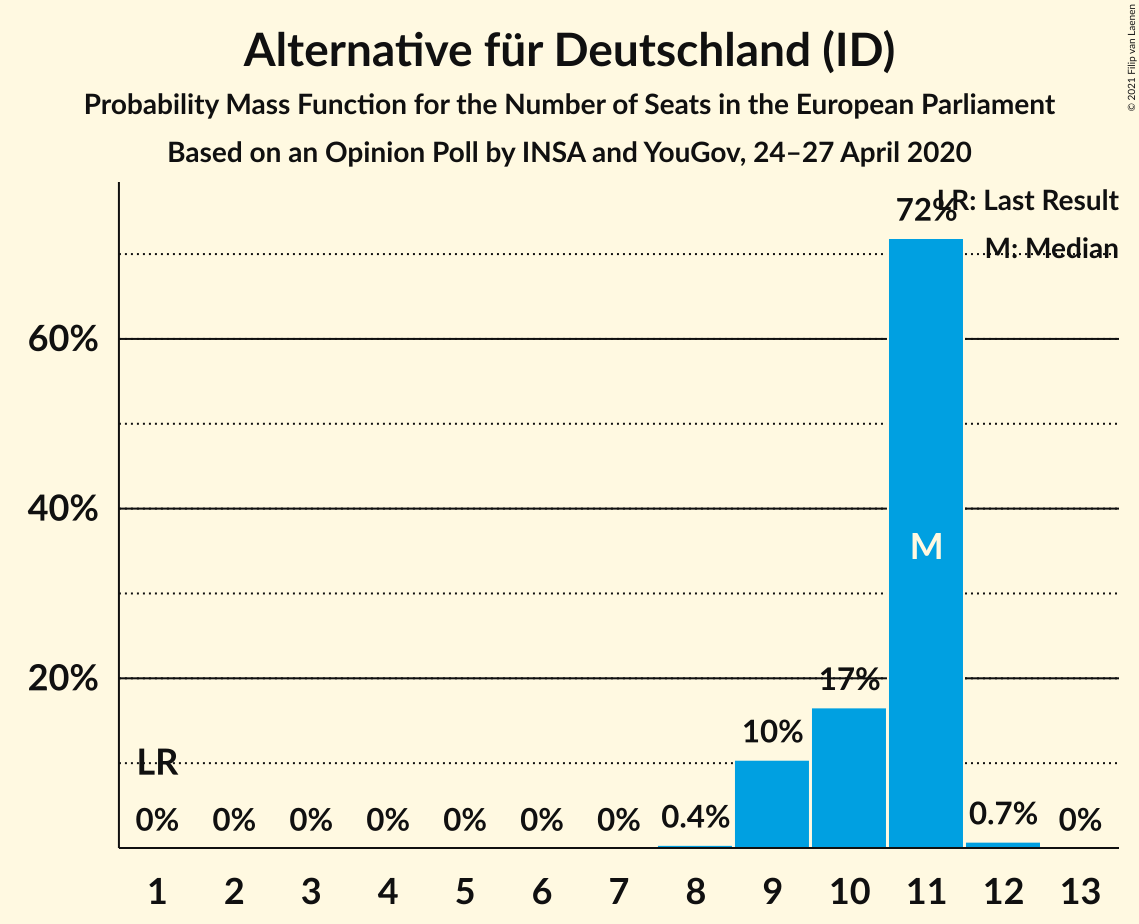 Alternative für Deutschland (ID)
Probability Mass Function for the Number of Seats in the European Parliament
Based on an Opinion Poll by INSA and YouGov, 24–27 April 2020
© 2021 Filip van Laenen
LR: Last Result
M: Median
72%
60%
40%
M
20%
17%
10%
LR
0% 0% 0% 0% 0% 0% 0% 0.4% 0.7% 0%
1 2 3 4 5 6 7 8 9 10 11 12 13